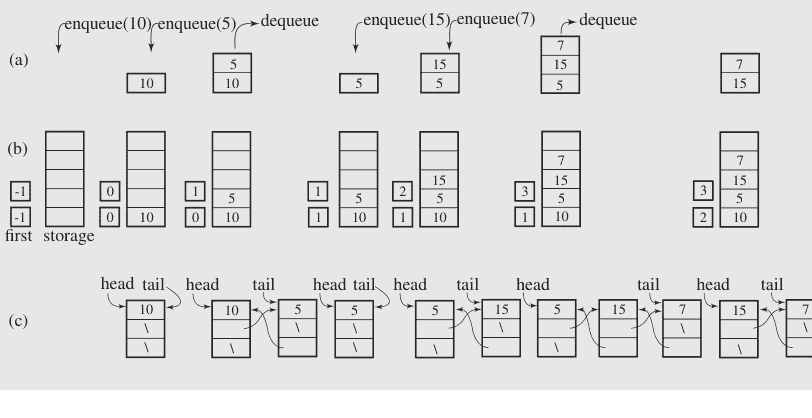 enqueue(10) enqueue(5) dequeue enqueue(15) enqueue(7) dequeue
(a)
7
5 15 15 7
10 10 5 5 5 15
(b)
7 7
15 15 15
-1 0 1 5 1 5 2 5 3 5 3 5
-1 0 10 0 10 1 10 1 10 1 10 2 10
first storage
head tail head tail head tail head tail head tail head tail
(c)
10 10 5 5 5 15 5 15 7 15 7
\ \ \ \ \ \
\ \ \ \ \